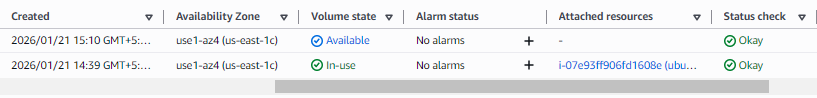 Created Availability Zone Volume state Alarm status Attached resources Status check
2026/01/21 15:10 GMT+5:... use1-az4 (us-east-1c) Available No alarms + - Okay
2026/01/21 14:39 GMT+5:... use1-az4 (us-east-1c) In-use No alarms + i-07e93ff906fd1608e (ubu... Okay